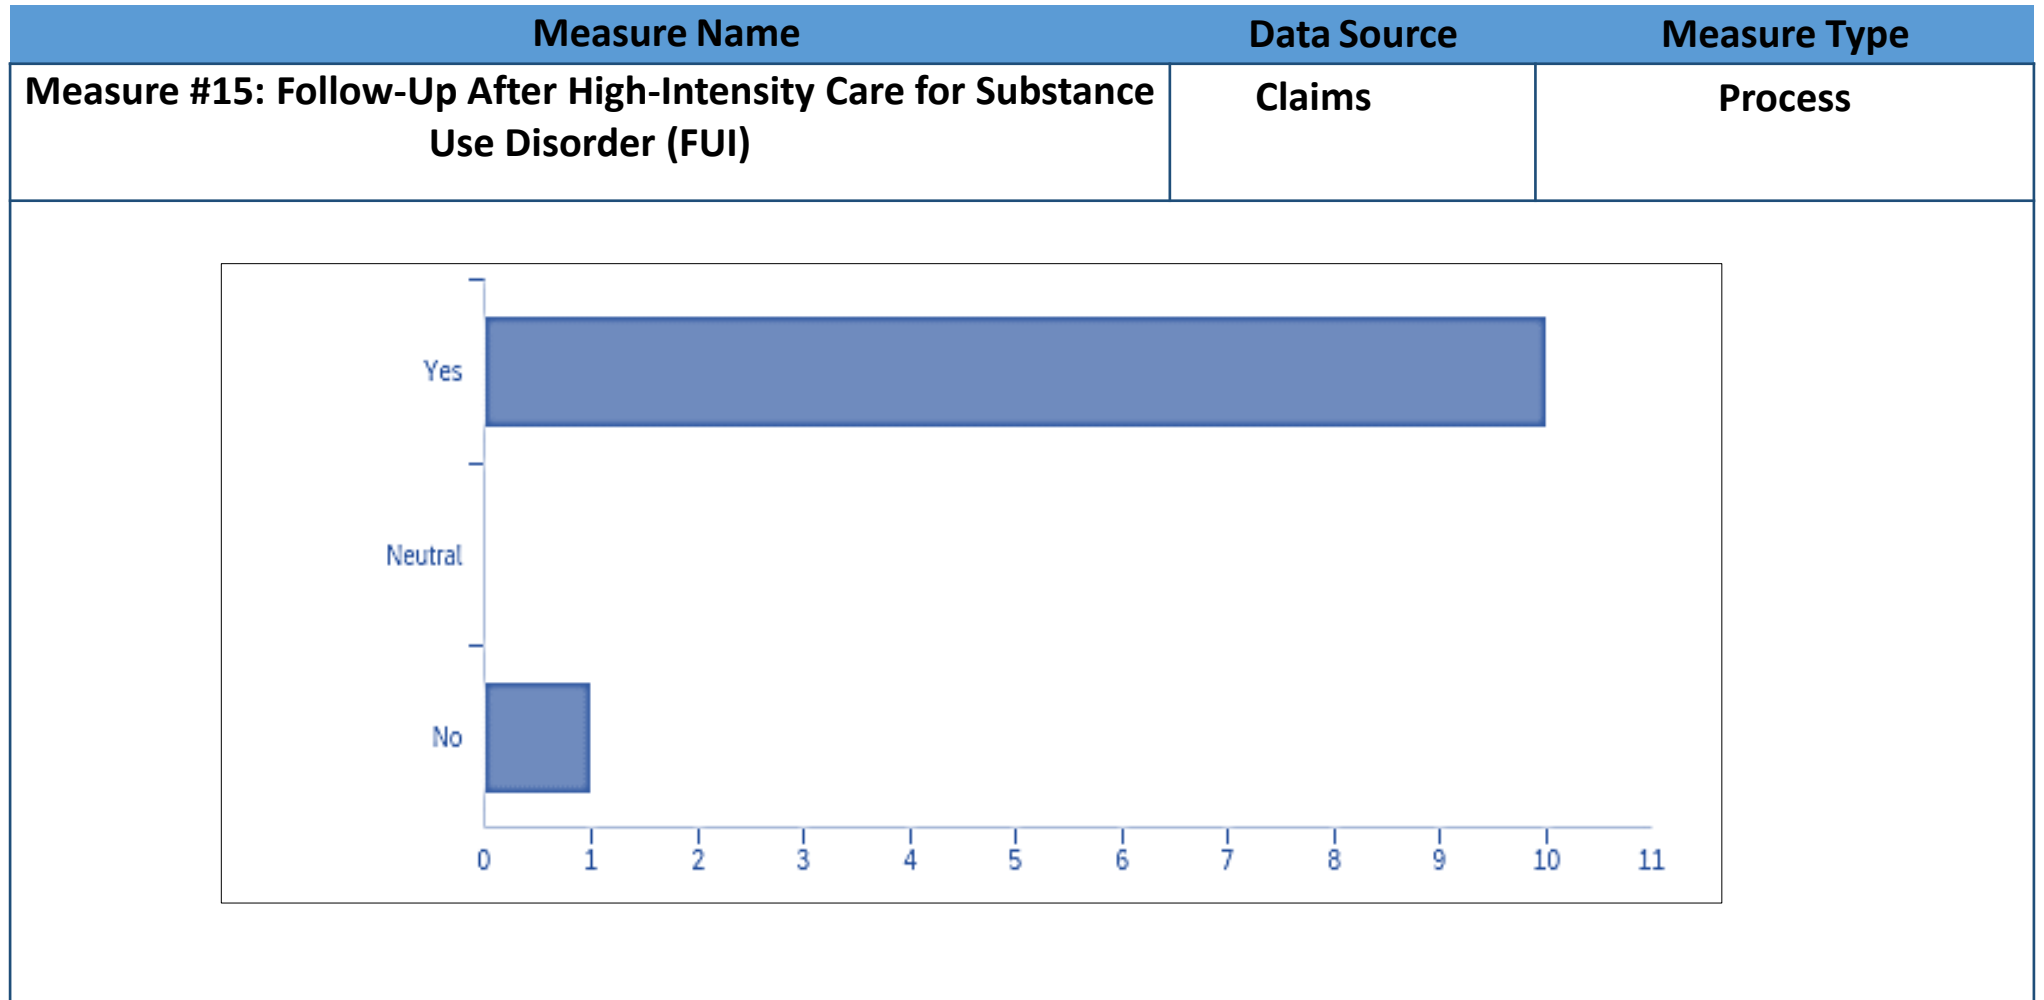 Measure Name Data Source Measure Type
Measure #15: Follow-Up After High-Intensity Care for Substance
Use Disorder (FUI)
Claims
Process
Yes
Neutral
No
0 1 2 3 4 5 6 7 8 9 10 11